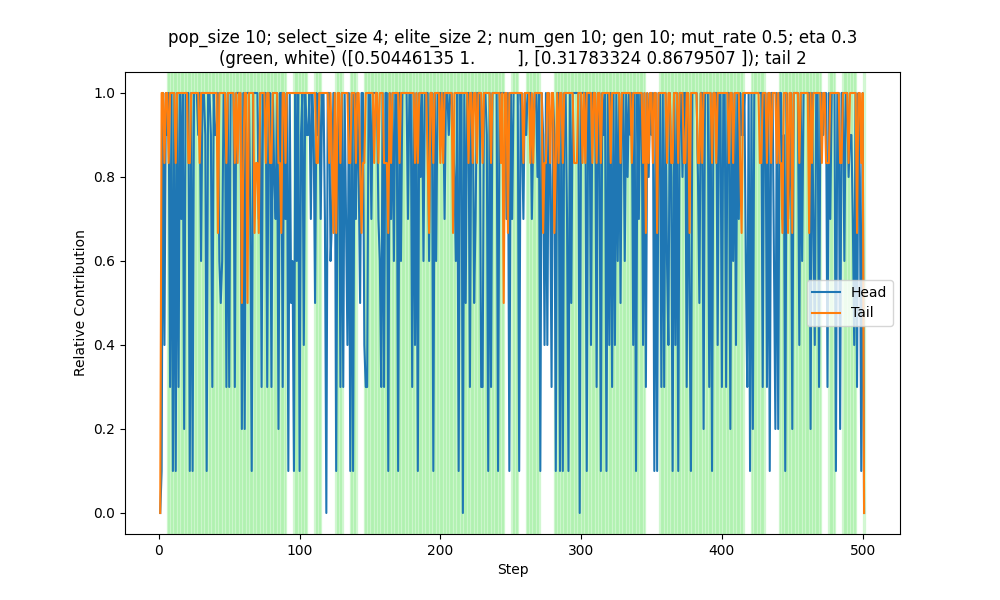 pop_size 10; select_size 4; elite_size 2; num_gen 10; gen 10; mut_rate 0.5; eta 0.3
(green, white) ([0.50446135 1.         ], [0.31783324 0.8679507 ]); tail 2
1.0
0.8
0.6
0.4
0.2
0.0
Relative Contribution
Head
Tail
0
100
200
300
400
500
Step